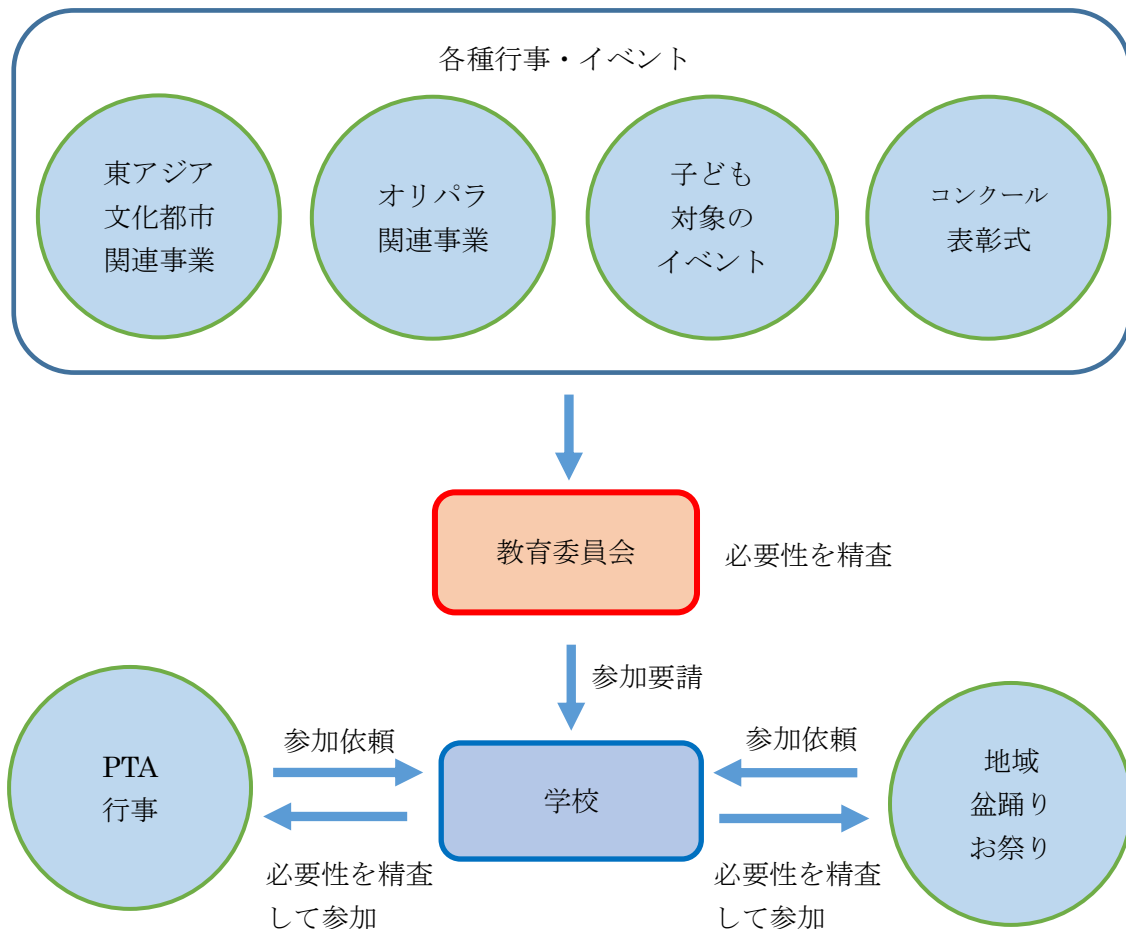 各種行事・イベント
東アジア
文化都市
関連事業
オリパラ
関連事業
子ども
対象の
イベント
コンクール
表彰式
教育委員会
必要性を精査
参加要請
PTA
行事
参加依頼
必要性を精査
して参加
学校
参加依頼
必要性を精査
して参加
地域
盆踊り
お祭り